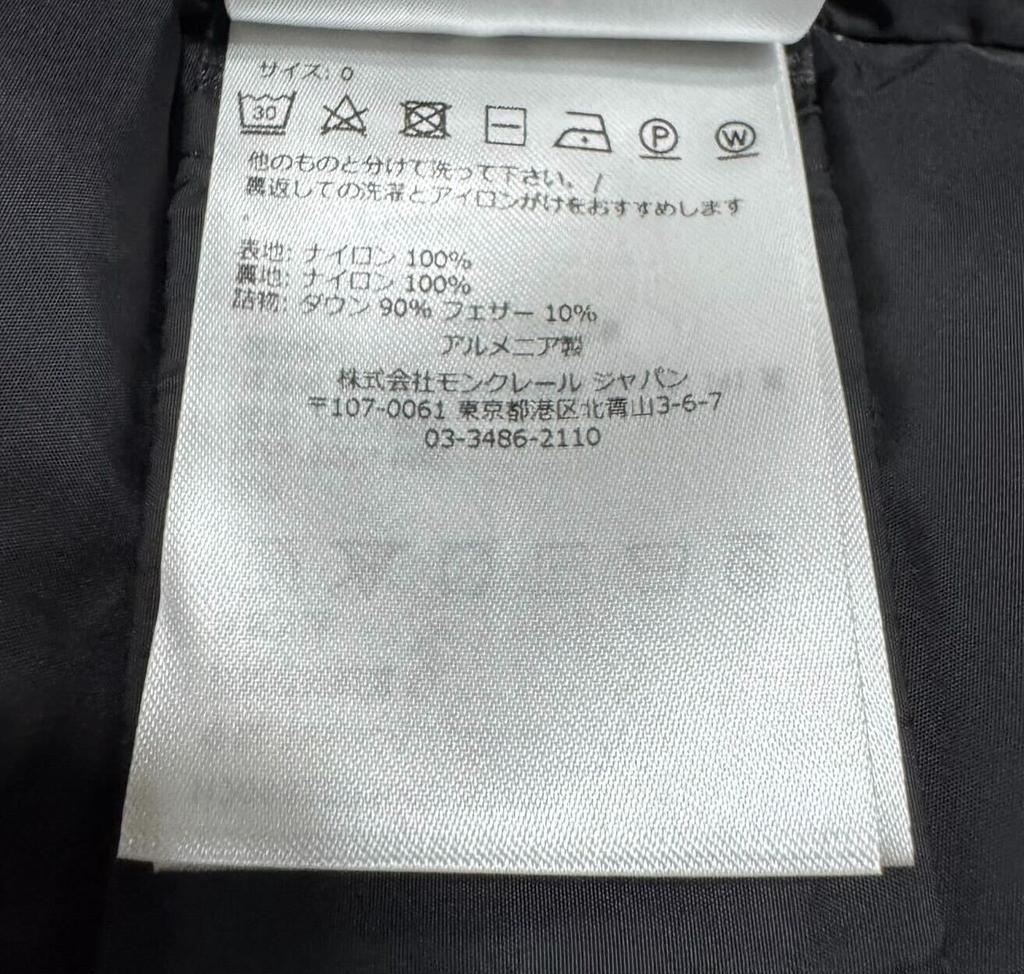 サイズ: 0
30
P
W
他のものと分けて洗って下さい。/
裏返しての洗濯とアイロンがけをおすすめします
。
表地: ナイロン 100%
裏地: ナイロン 100%
詰物: ダウン 90% フェザー 10%
アルメニア製
株式会社モンクレール ジャパン
〒107-0061 東京都港区北青山3-6-7
03-3486-2110